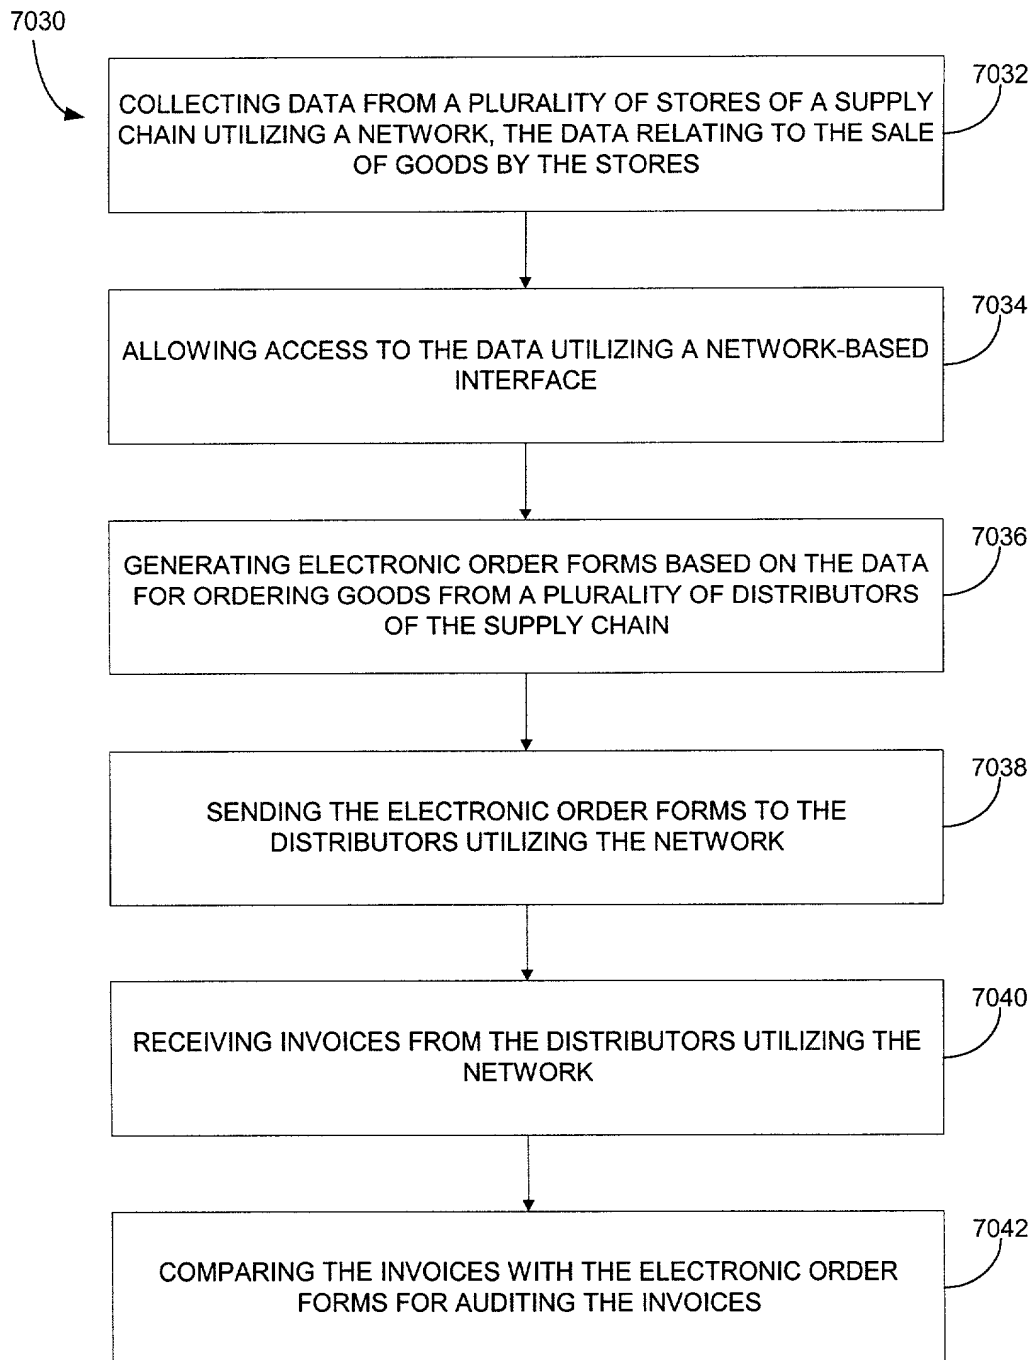 7030
7032
COLLECTING DATA FROM A PLURALITY OF STORES OF A SUPPLY
CHAIN UTILIZING A NETWORK, THE DATA RELATING TO THE SALE
OF GOODS BY THE STORES
7034
ALLOWING ACCESS TO THE DATA UTILIZING A NETWORK-BASED
INTERFACE
7036
GENERATING ELECTRONIC ORDER FORMS BASED ON THE DATA
FOR ORDERING GOODS FROM A PLURALITY OF DISTRIBUTORS
OF THE SUPPLY CHAIN
7038
SENDING THE ELECTRONIC ORDER FORMS TO THE
DISTRIBUTORS UTILIZING THE NETWORK
7040
RECEIVING INVOICES FROM THE DISTRIBUTORS UTILIZING THE
NETWORK
7042
COMPARING THE INVOICES WITH THE ELECTRONIC ORDER
FORMS FOR AUDITING THE INVOICES